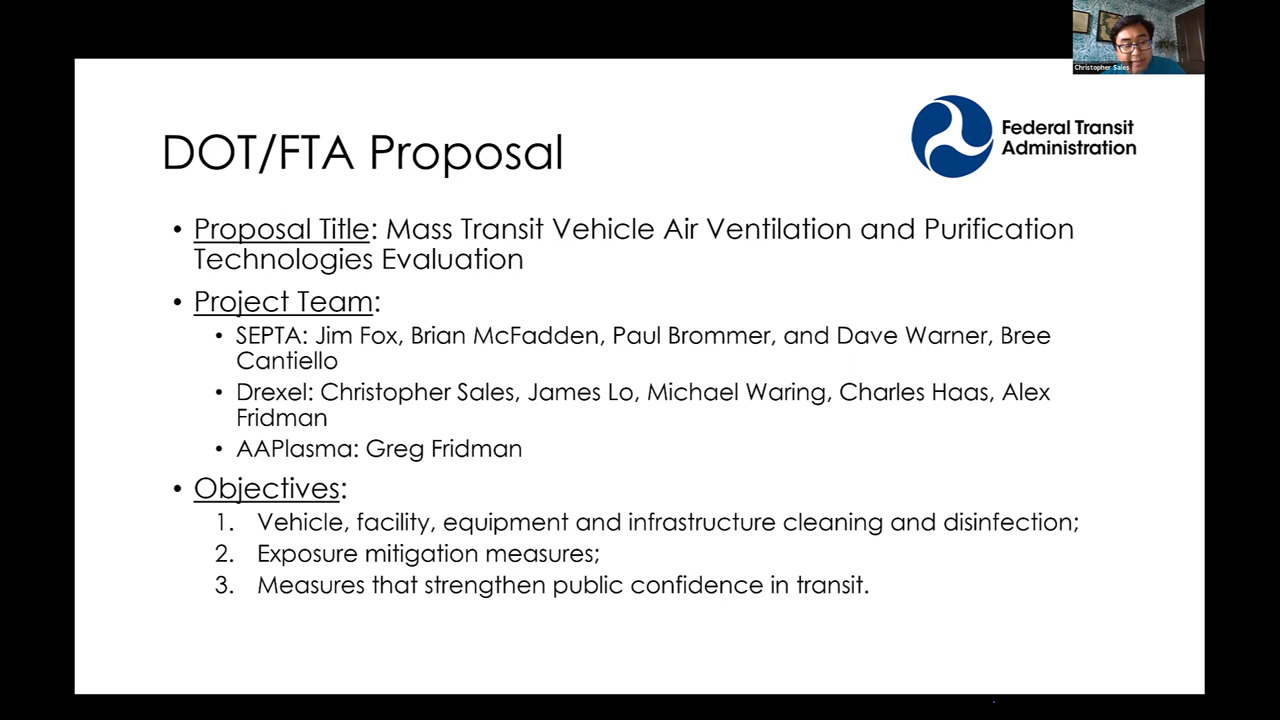 Christopher Sales
Federal Transit
Administration
DOT/FTA Proposal
• Proposal Title: Mass Transit Vehicle Air Ventilation and Purification
Technologies Evaluation
• Project Team:
• SEPTA: Jim Fox, Brian McFadden, Paul Brommer, and Dave Warner, Bree
Cantiello
• Drexel: Christopher Sales, James Lo, Michael Waring, Charles Haas, Alex
Fridman
• AAPlasma: Greg Fridman
• Objectives:
1. Vehicle, facility, equipment and infrastructure cleaning and disinfection;
2. Exposure mitigation measures;
3. Measures that strengthen public confidence in transit.